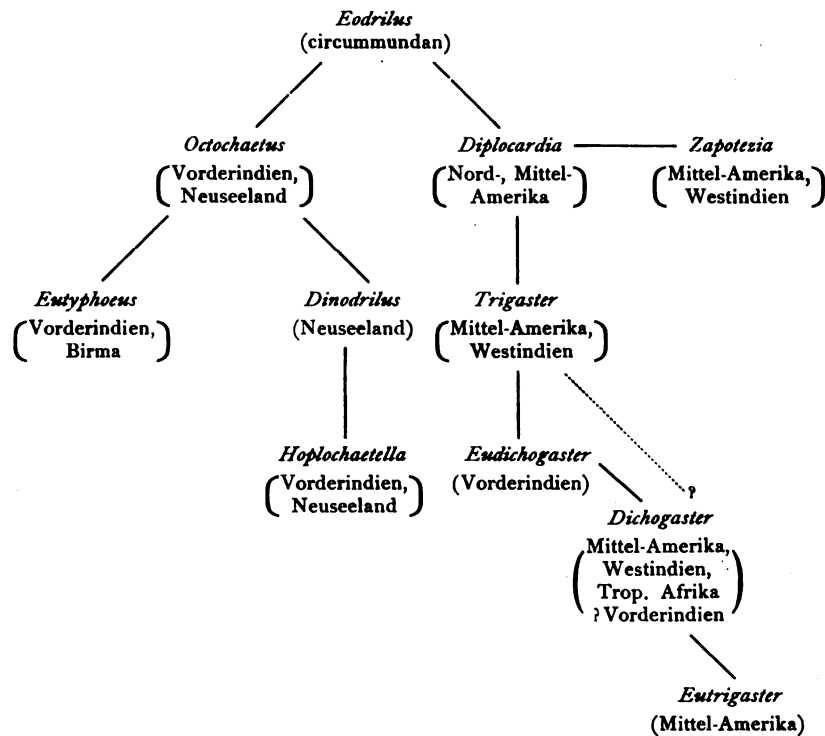 Eodrilus
(circummundan)
Octochaetus
(Vorderindien,
Neuseeland)
Diplocardia
(Nord-, Mittel-
Amerika)
Zapotezia
(Mittel-Amerika,
Westindien)
Eutyphoeus
(Vorderindien,
Birma)
Dinodrilus
(Neuseeland)
Trigaster
(Mittel-Amerika,
Westindien)
Hoplochaetella
(Vorderindien,
Neuseeland)
Eudichogaster
(Vorderindien)
?
Dichogaster
(Mittel-Amerika,
Westindien,
Trop. Afrika
?Vorderindien)
Eutrigaster
(Mittel-Amerika)